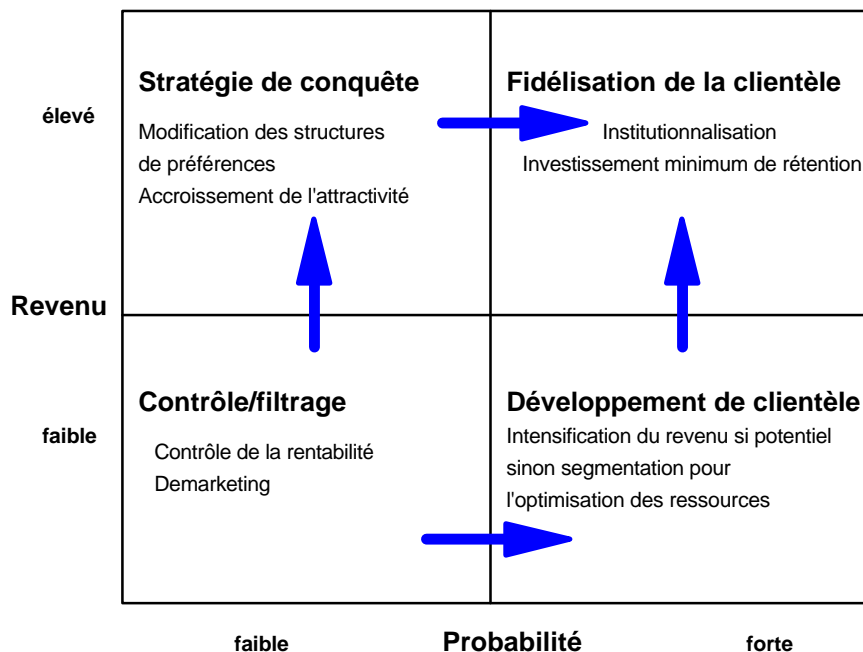 Stratégie de conquête
Fidélisation de la clientèle
élevé
Modification des structures
de préférences
Accroissement de l'attractivité
Institutionnalisation
Investissement minimum de rétention
Revenu
Contrôle/filtrage
Développement de clientèle
faible
Contrôle de la rentabilité
Demarketing
Intensification du revenu si potentiel
sinon segmentation pour
l'optimisation des ressources
faible
Probabilité
forte